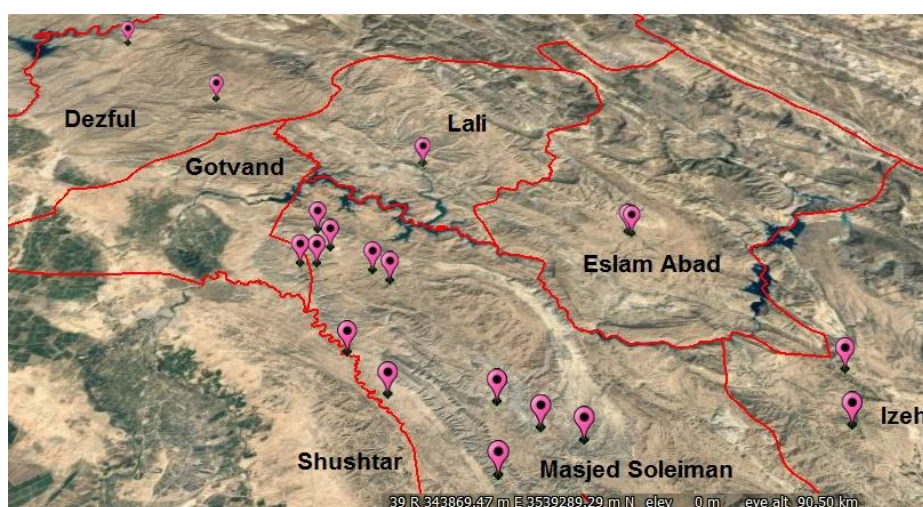 Dezful
Lali
Gotvand
Eslam Abad
Izeh
Shushtar
Masjed Soleiman
39 R 343869.47 m E 3539289.29 m N elev 0 m eye alt 90.50 km